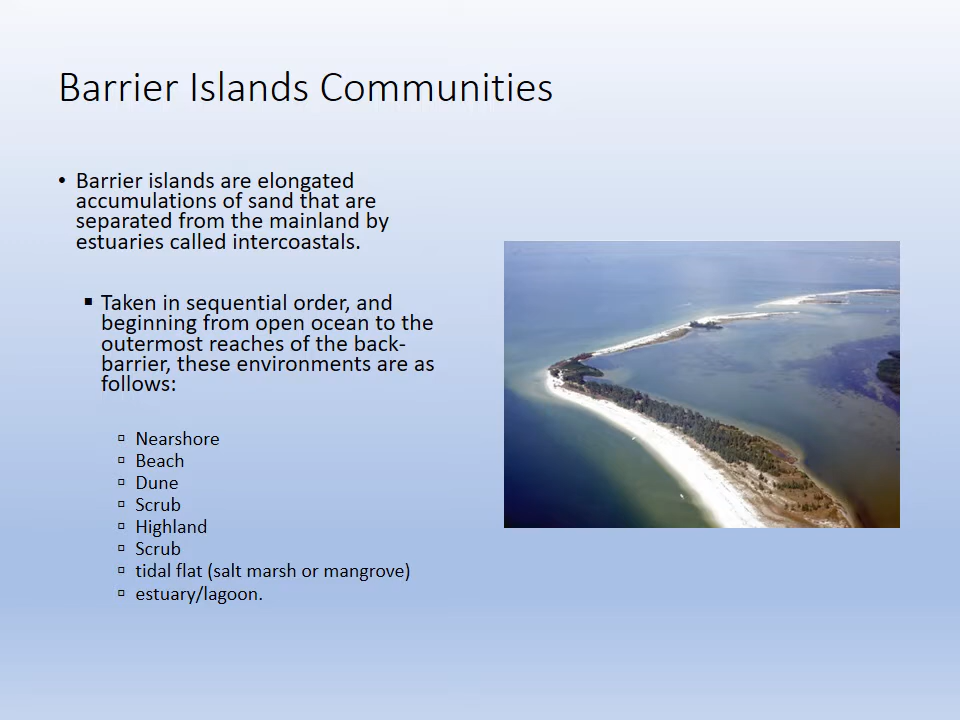 Barrier Islands Communities
• Barrier islands are elongated
accumulations of sand that are
separated from the mainland by
estuaries called intercoastals.
▪ Taken in sequential order, and
beginning from open ocean to the
outermost reaches of the back-
barrier, these environments are as
follows:
▫ Nearshore
▫ Beach
▫ Dune
▫ Scrub
▫ Highland
▫ Scrub
▫ tidal flat (salt marsh or mangrove)
▫ estuary/lagoon.